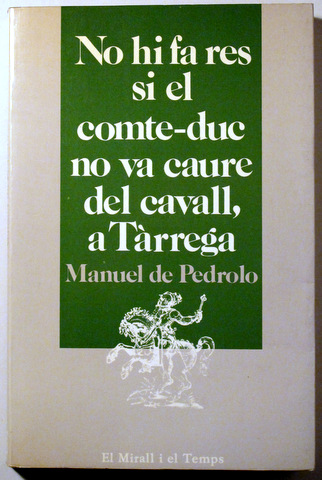 No hi fa res
si el
comte-duc
no va caure
del cavall,
a Tàrrega
Manuel de Pedrolo
El Mirall i el Temps